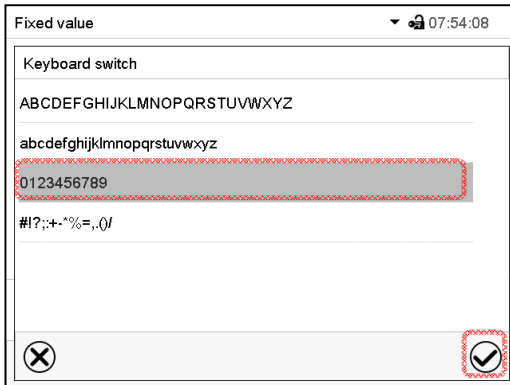 Fixed value 07:54:08
Keyboard switch
ABCDEFGHIJKLMNOPQRSTUVWXYZ
abcdefghijklmnopqrstuvwxyz
0123456789
#!?;:+-*%=,.()/